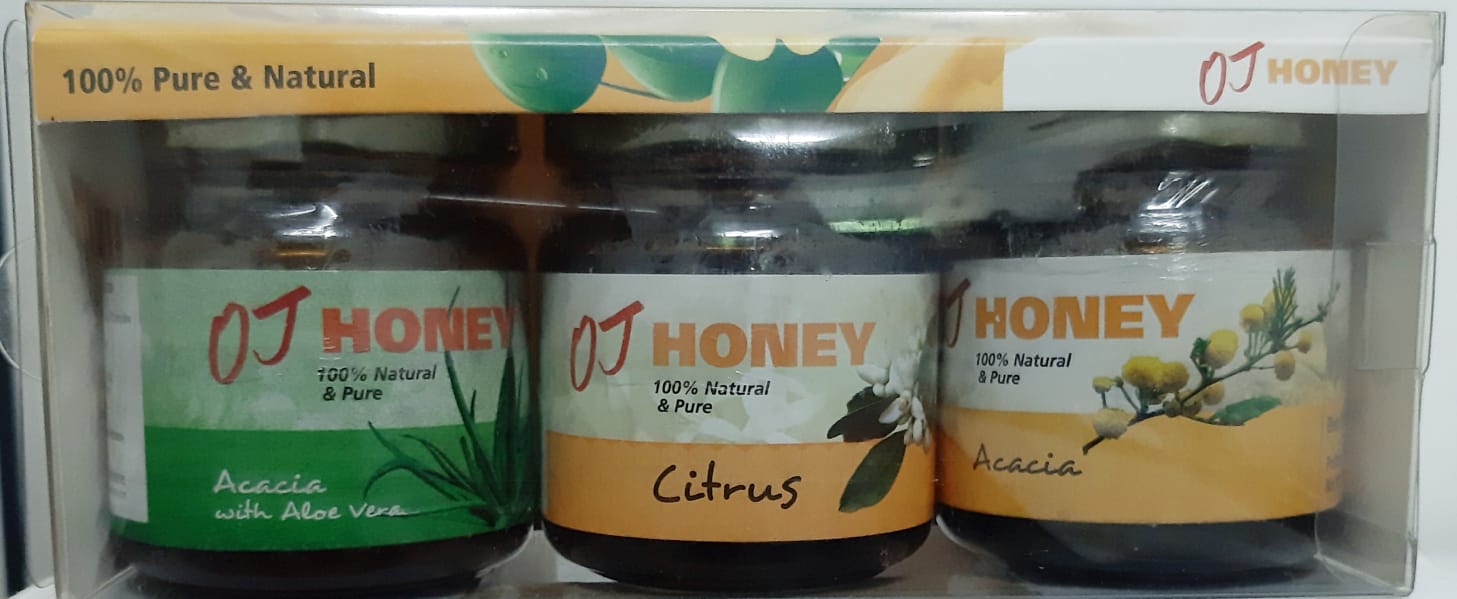 100% Pure & Natural
OJ HONEY
OJ HONEY
100% Natural
& Pure
Acacia
with Aloe Vera
OJ HONEY
100% Natural
& Pure
Citrus
J HONEY
100% Natural
& Pure
Acacia